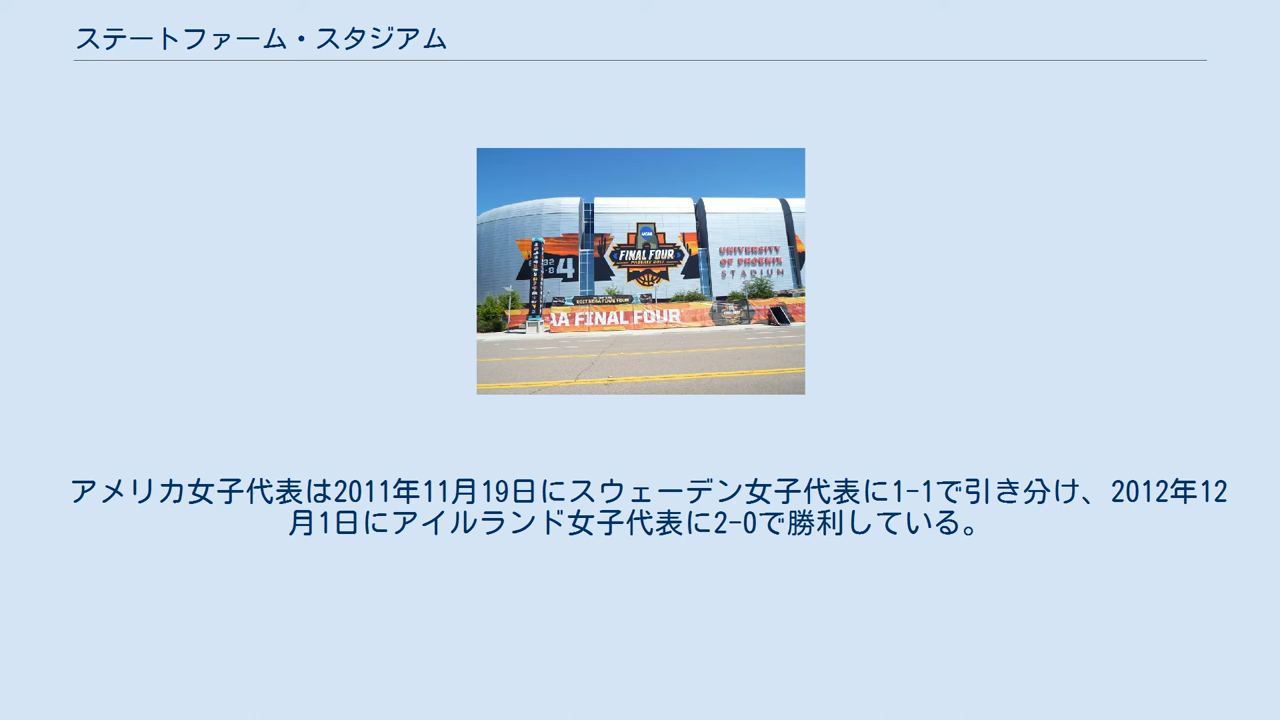 ステートファーム・スタジアム
FINAL FOUR
4
UNIVERSITY
OF PHOENIX
STADIUM
AA FINAL FOUR
アメリカ女子代表は2011年11月19日にスウェーデン女子代表に1-1で引き分け、2012年12
月1日にアイルランド女子代表に2-0で勝利している。